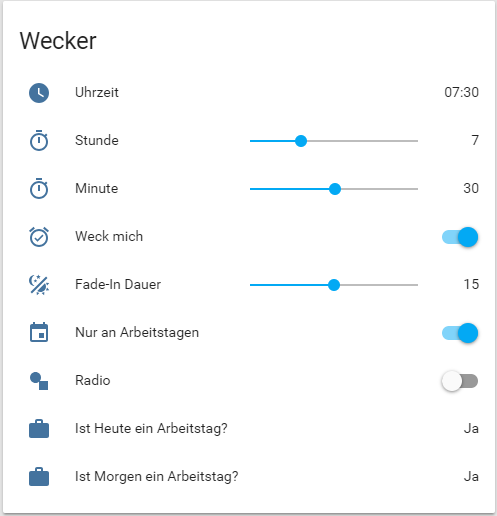 Wecker
Uhrzeit 07:30
Stunde 7
Minute 30
Weck mich
Fade-In Dauer 15
Nur an Arbeitstagen
Radio
Ist Heute ein Arbeitstag? Ja
Ist Morgen ein Arbeitstag? Ja